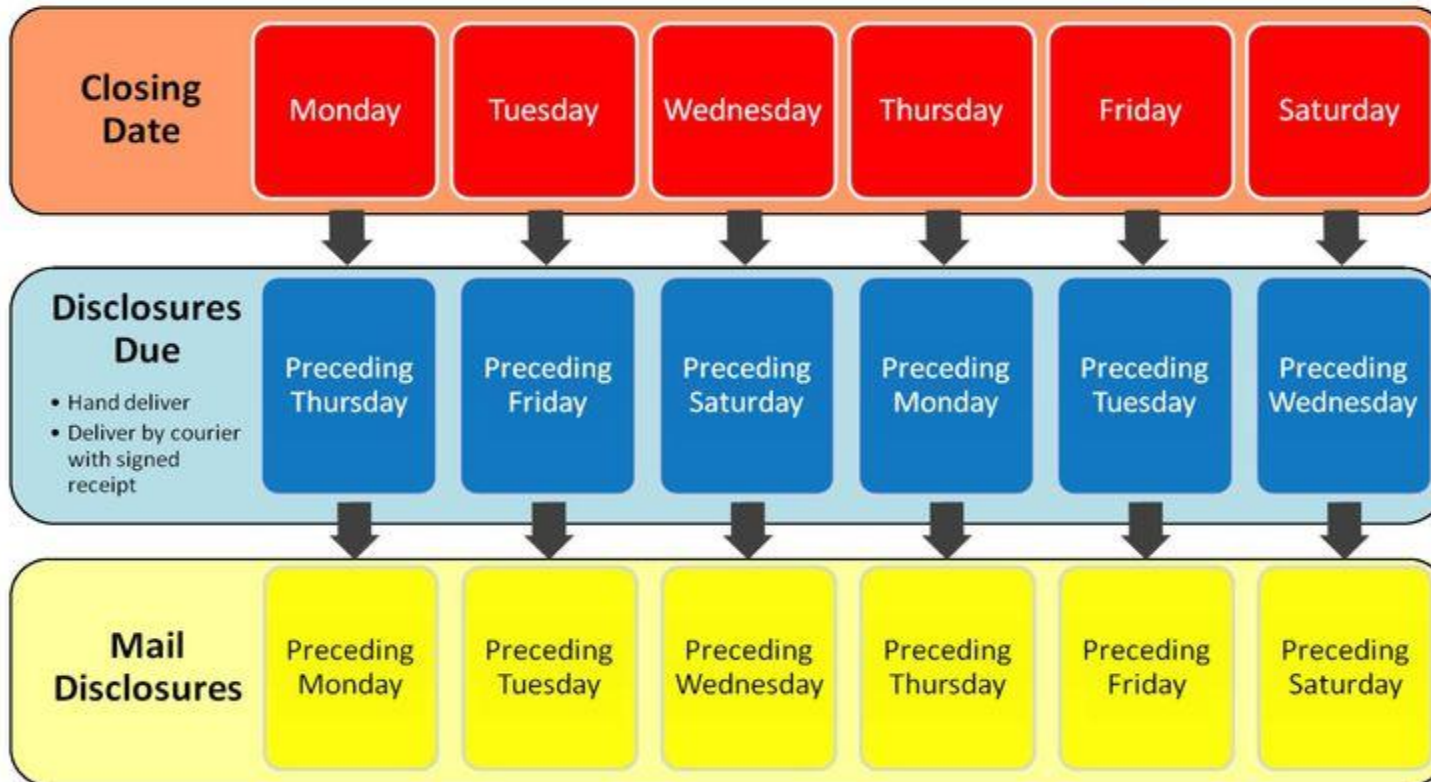 Closing
Date
Monday
Tuesday
Wednesday
Thursday
Friday
Saturday
Disclosures
Due
• Hand deliver
• Deliver by courier
with signed
receipt
Preceding
Thursday
Preceding
Friday
Preceding
Saturday
Preceding
Monday
Preceding
Tuesday
Preceding
Wednesday
Mail
Disclosures
Preceding
Monday
Preceding
Tuesday
Preceding
Wednesday
Preceding
Thursday
Preceding
Friday
Preceding
Saturday